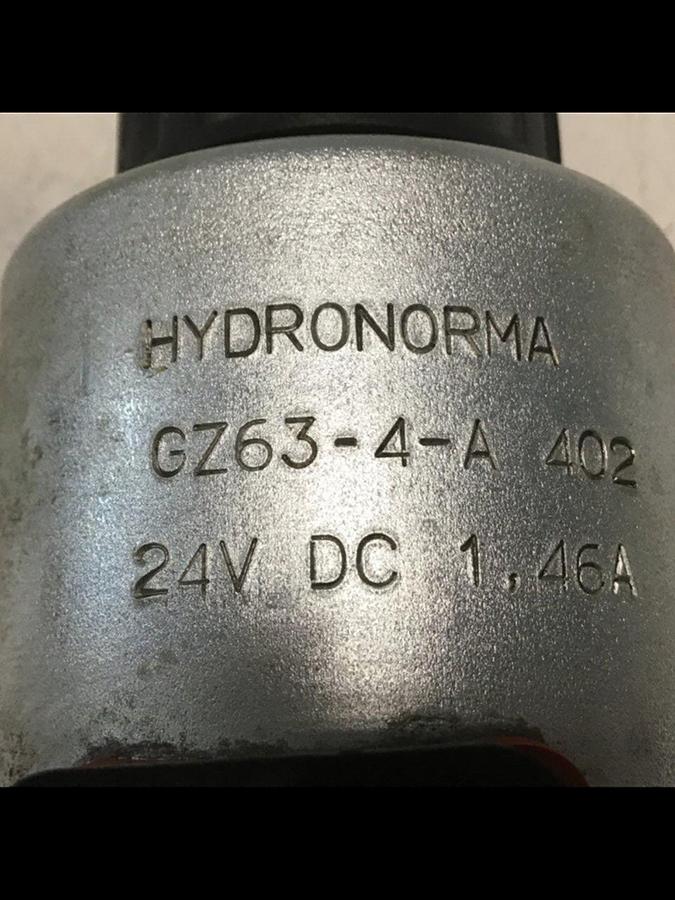 HYDRONORMA
GZ63-4-A 402
24V DC 1,46A